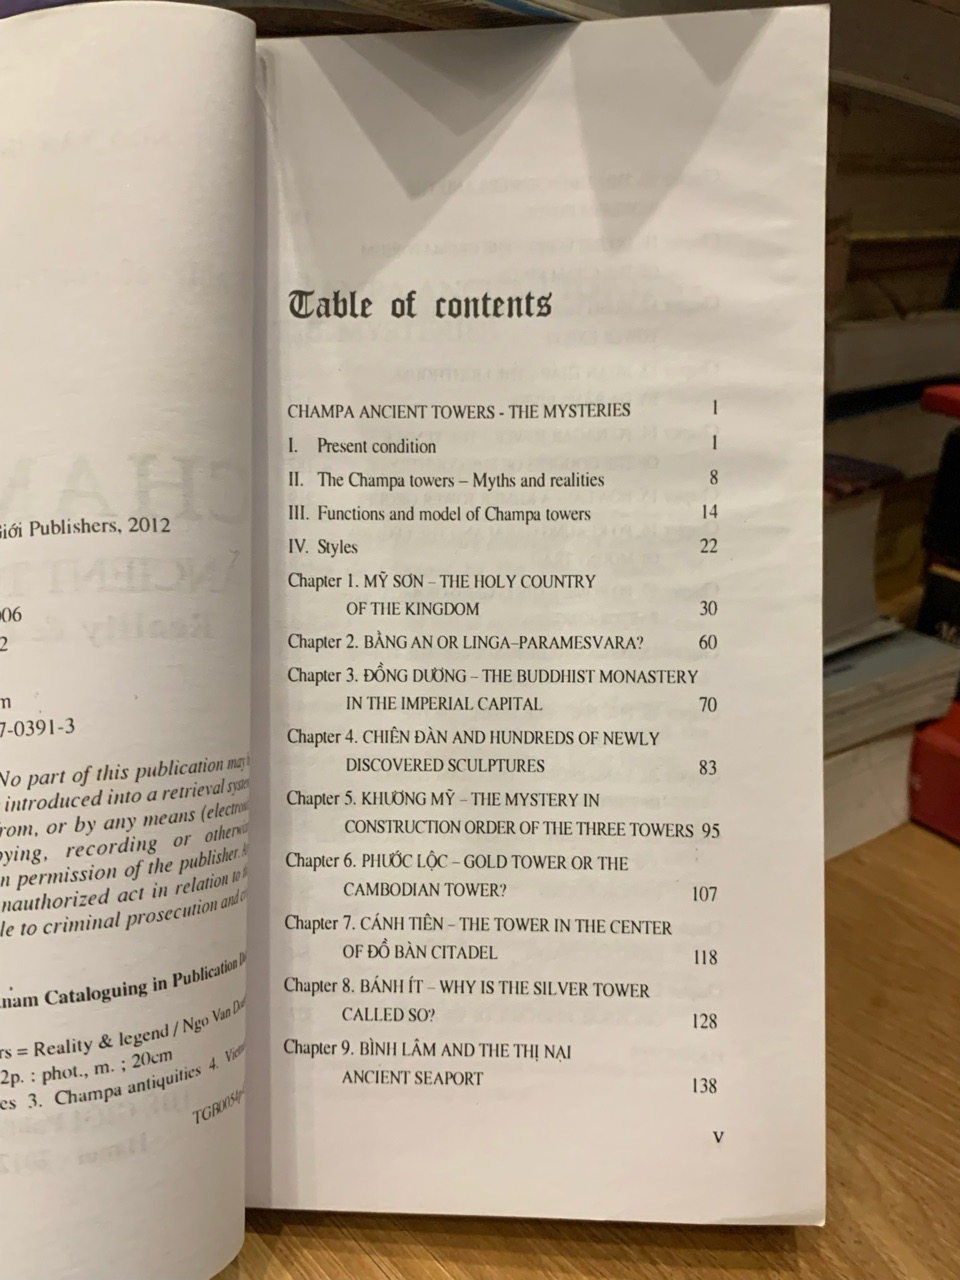 Giới Publishers, 2012
7-0391-3
No part of this publication may
introduced into a retrieval
from, or by any means
recording or
permission of the publisher.
unauthorized act in relation to
to criminal prosecution and
Cataloguing in Publication
= Reality & legend / Ngo Van
2p. : phot., m. ; 20cm
3. Champa antiquities 4.
Table of contents
CHAMPA ANCIENT TOWERS - THE MYSTERIES 1
I. Present condition 1
II. The Champa towers – Myths and realities 8
III. Functions and model of Champa towers 14
IV. Styles 22
Chapter 1. MỸ SƠN – THE HOLY COUNTRY
OF THE KINGDOM 30
Chapter 2. BẰNG AN OR LINGA–PARAMESVARA? 60
Chapter 3. ĐỒNG DƯƠNG – THE BUDDHIST MONASTERY
IN THE IMPERIAL CAPITAL 70
Chapter 4. CHIÊN ĐÀN AND HUNDREDS OF NEWLY
DISCOVERED SCULPTURES 83
Chapter 5. KHƯƠNG MỸ – THE MYSTERY IN
CONSTRUCTION ORDER OF THE THREE TOWERS 95
Chapter 6. PHƯỚC LỘC – GOLD TOWER OR THE
CAMBODIAN TOWER? 107
Chapter 7. CÁNH TIÊN – THE TOWER IN THE CENTER
OF ĐỒ BÀN CITADEL 118
Chapter 8. BÁNH ÍT – WHY IS THE SILVER TOWER
CALLED SO? 128
Chapter 9. BÌNH LÂM AND THE THỊ NẠI
ANCIENT SEAPORT 138
v